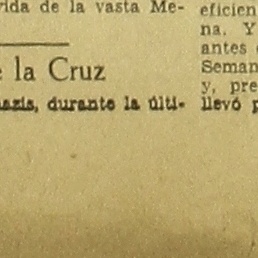 rida de la vasta Me-
e la Cruz
nazis, durante la últi-
eficien
na. Y
antes
Seman
y, pre
llevó p